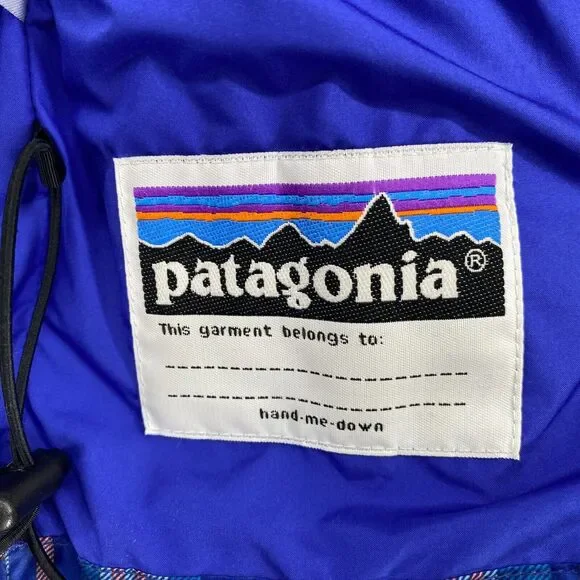 patagonia®
This garment belongs to:
hand-me-down